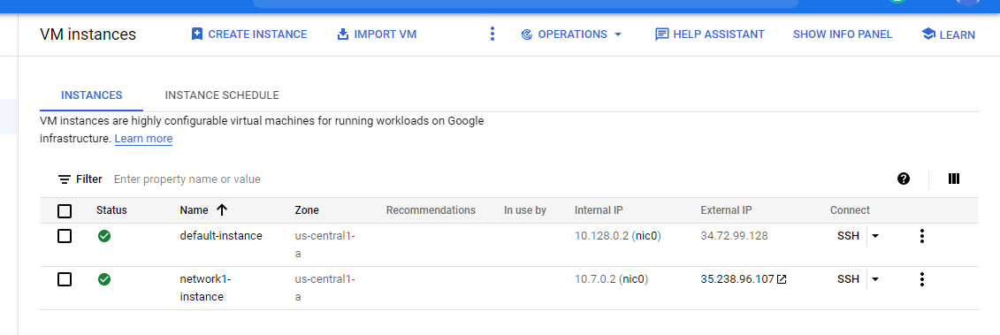 VM instances CREATE INSTANCE IMPORT VM OPERATIONS HELP ASSISTANT SHOW INFO PANEL LEARN
INSTANCES INSTANCE SCHEDULE
VM instances are highly configurable virtual machines for running workloads on Google
infrastructure. Learn more
Filter Enter property name or value
Status Name Zone Recommendations In use by Internal IP External IP Connect
default-instance us-central1- 10.128.0.2 (nic0) 34.72.99.128 SSH
a
network1- us-central1- 10.7.0.2 (nic0) 35.238.96.107 SSH
instance a